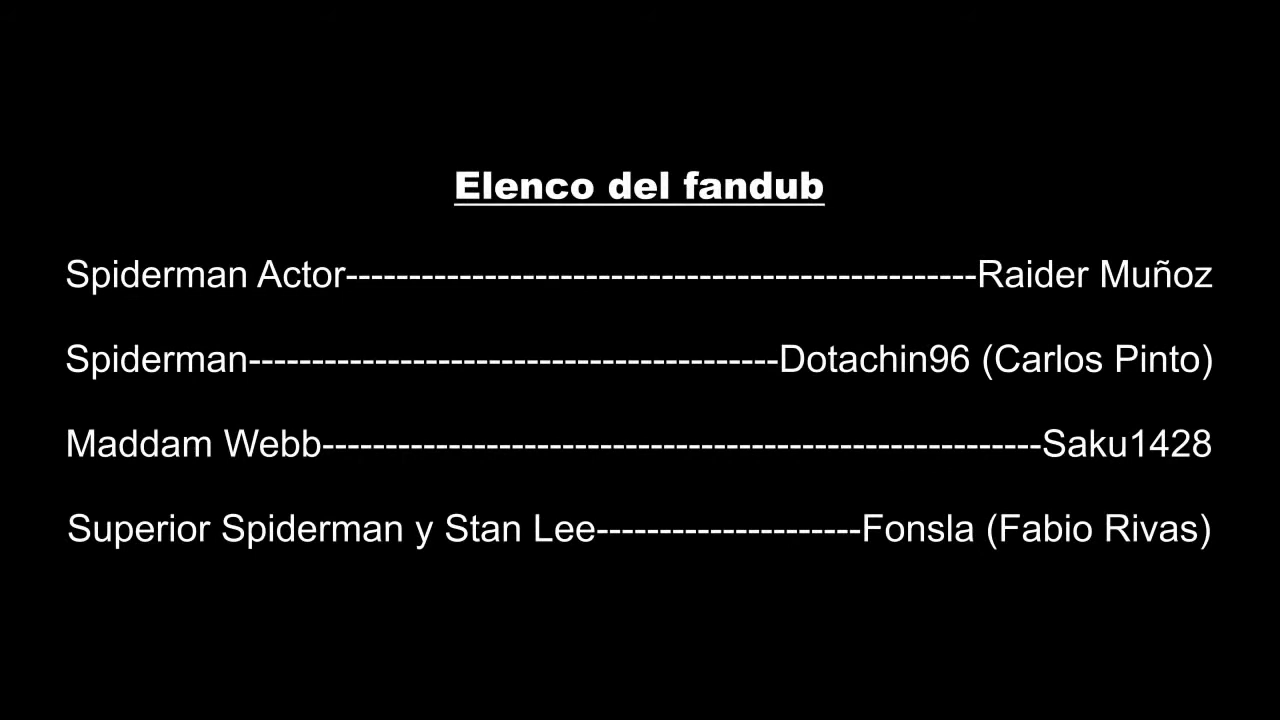 Elenco del fandub
Spiderman Actor--------------------------------------------------Raider Muñoz
Spiderman------------------------------------------Dotachin96 (Carlos Pinto)
Maddam Webb---------------------------------------------------------Saku1428
Superior Spiderman y Stan Lee---------------------Fonsla (Fabio Rivas)